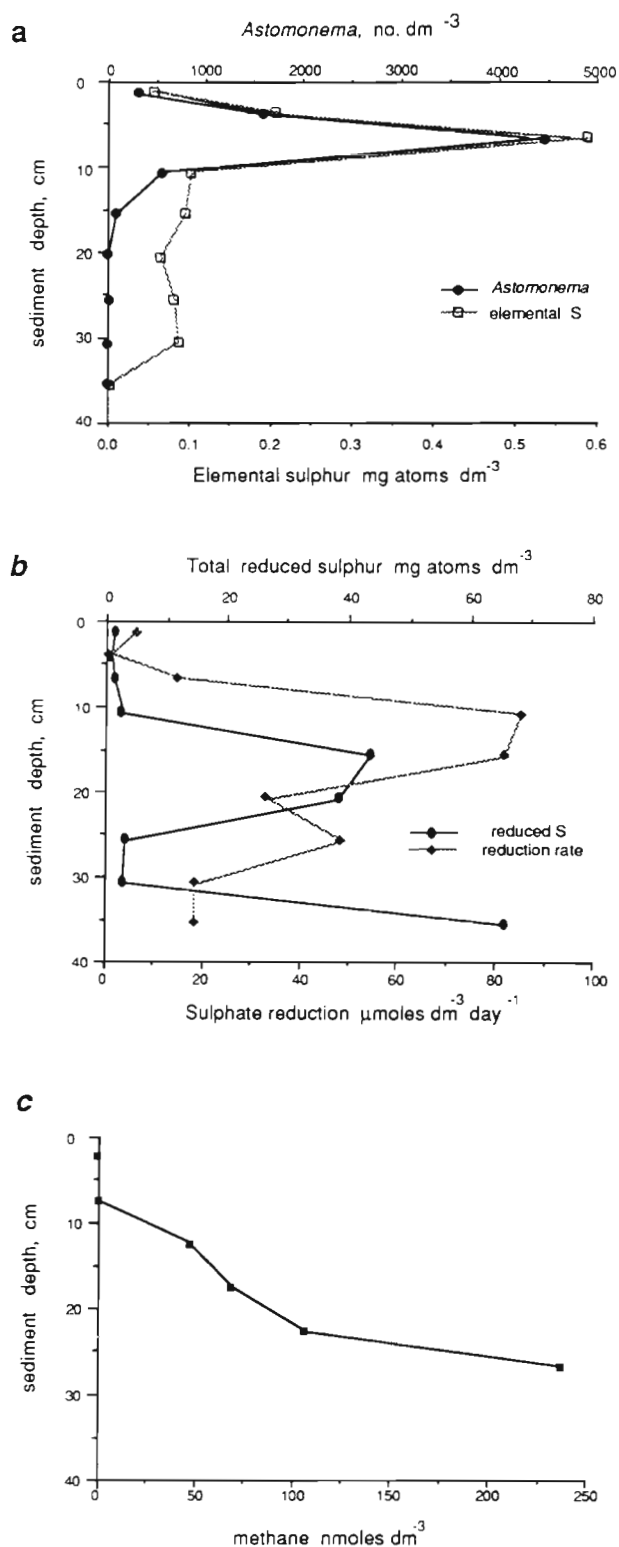 a
Astomonema, no. dm -3
0 1000 2000 3000 4000 5000
0
10
20
30
40
sediment depth, cm
Astomonema
elemental S
0.0 0.1 0.2 0.3 0.4 0.5 0.6
Elemental sulphur mg atoms dm-3
b
Total reduced sulphur mg atoms dm-3
0 20 40 60 80
0
10
20
30
40
sediment depth, cm
reduced S
reduction rate
0 20 40 60 80 100
Sulphate reduction µmoles dm-3 day-1
c
0
10
20
30
40
sediment depth, cm
0 50 100 150 200 250
methane nmoles dm-3